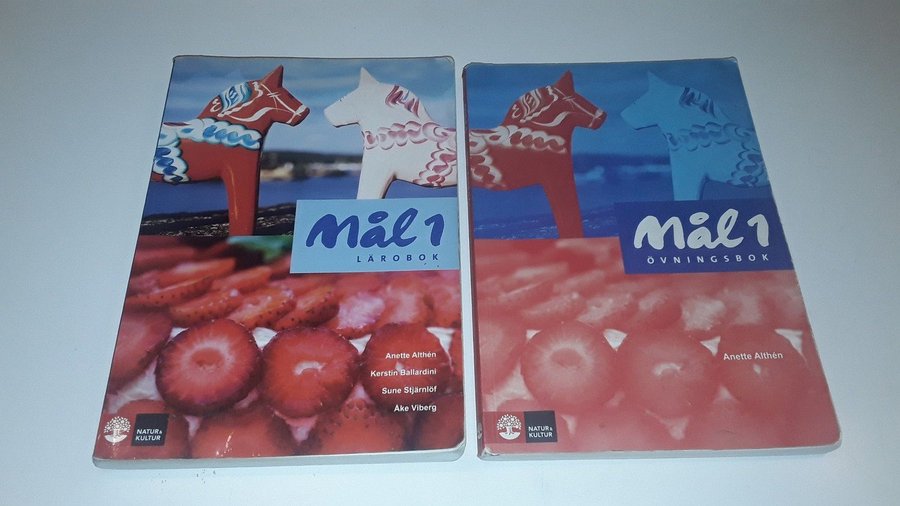 Mål 1
LÄROBOK
Anette Althén
Kerstin Ballardini
Sune Stjärnlöf
Åke Viberg
NATUR &
KULTUR
Mål 1
ÖVNINGSBOK
Anette Althén
NATUR &
KULTUR